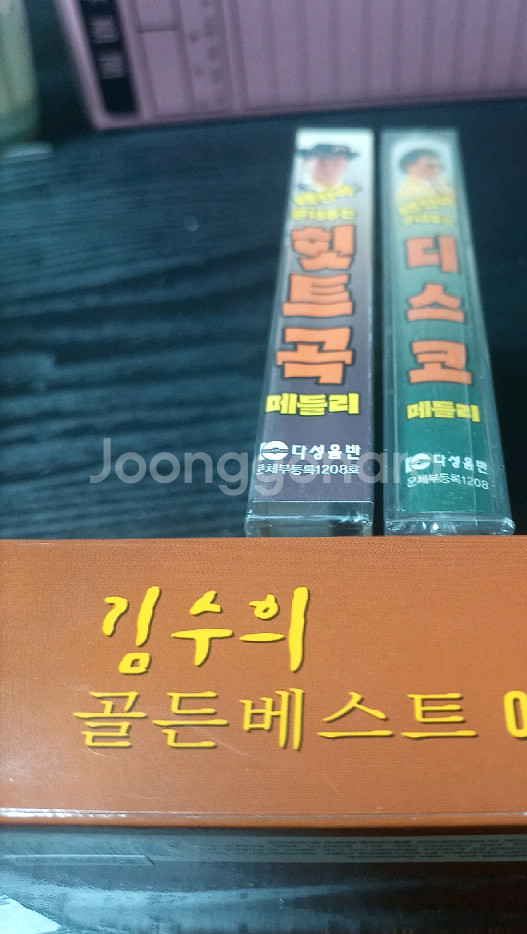 힛트곡
메들리
다성음반
문체부등록1208호
디스코
메들리
다성음반
문체부등록1208
Joonggonar
김수희
골든베스트